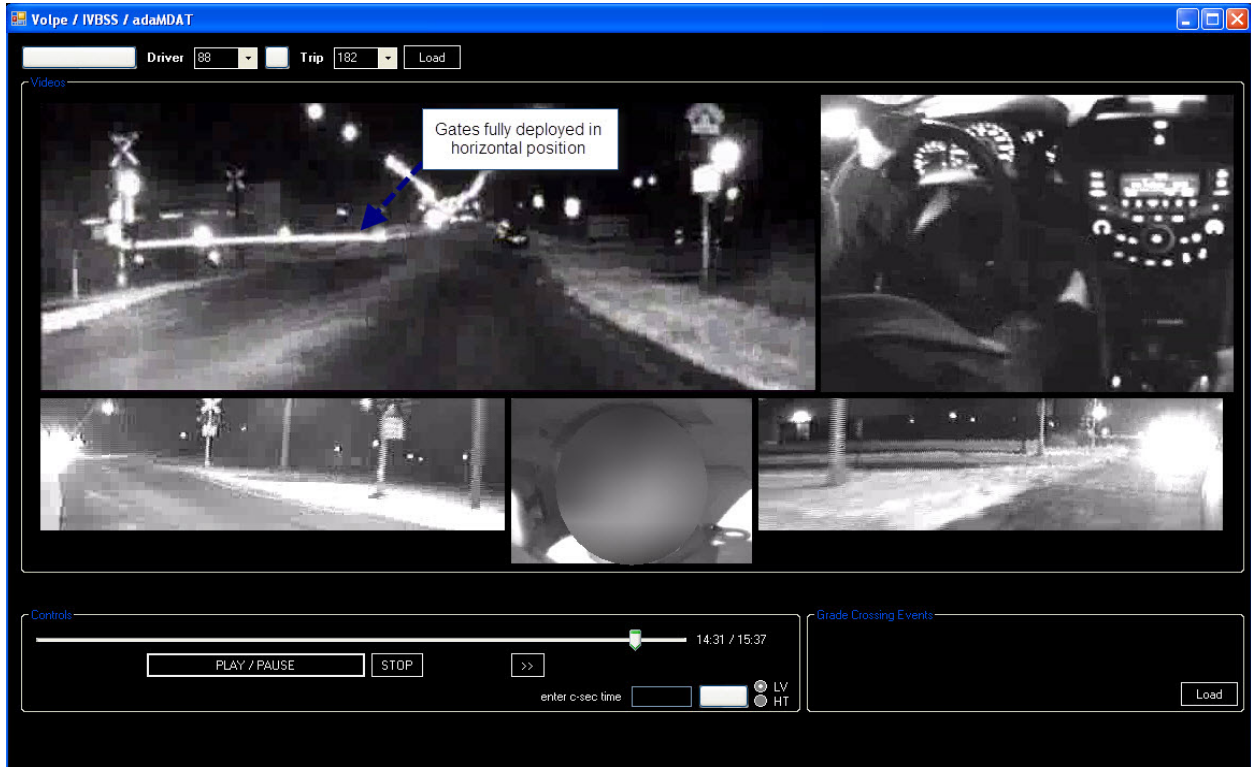 Volpe / IVBSS / adaMDAT
Driver 88 Trip 182 Load
Videos
Gates fully deployed in
horizontal position
Controls
14:31 / 15:37
PLAY / PAUSE STOP >>
enter c-sec time LV
HT
Grade Crossing Events
Load